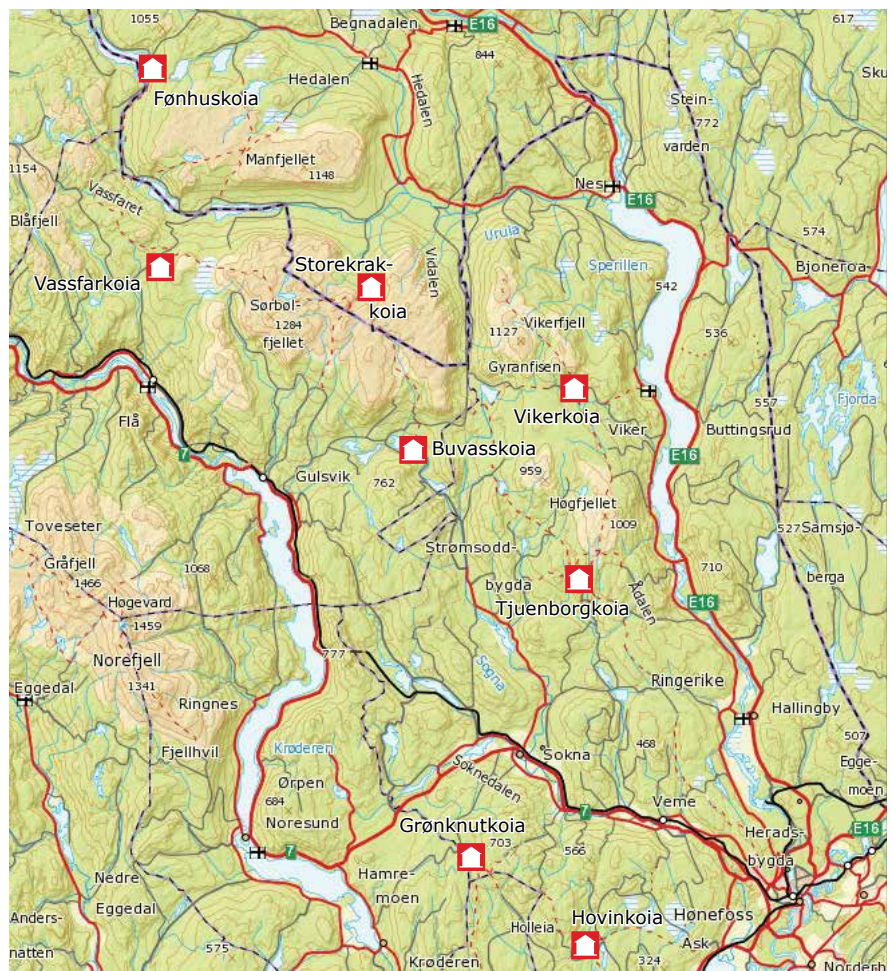 1055
Begnadalen
E16
617
844
Hedalen
Sku
Fønhuskoia
Hedalen
Stein-
772
varden
Manfjellet
1148
1154
Vassfaret
Nes
E16
Blåfjell
Urula
574
Vidalen
Storekrak-
Sperillen
Bjoneroa
Vassfarkoia
koia
542
Sørbøl-
1284
fjellet
1127
Vikerfjell
536
Gyranfisen
Vikerkoia
557
Fjorda
Flå
Viker
Buttingsrud
7
Buvasskoia
E16
Gulsvik
762
959
Høgfjellet
1009
Toveseter
527
Samsjø-
berga
Gråfjell
1466
1068
Strømsodd-
bygda
710
Høgevard
1459
Tjuenborgkoia
Ådalen
E16
Norefjell
777
1341
Sogna
Ringerike
Eggedal
Ringnes
Hallingby
Fjellhvil
Krøderen
Sokna
468
507
Egge-
moen
Ørpen
Soknedalen
684
Noresund
7
Veme
Grønknutkoia
Herads-
bygda
E16
7
703
566
Nedre
Eggedal
Hamre-
moen
Anders-
natten
Holleia
Hovinkoia
Hønefoss
575
Krøderen
Ask
324
Norderh